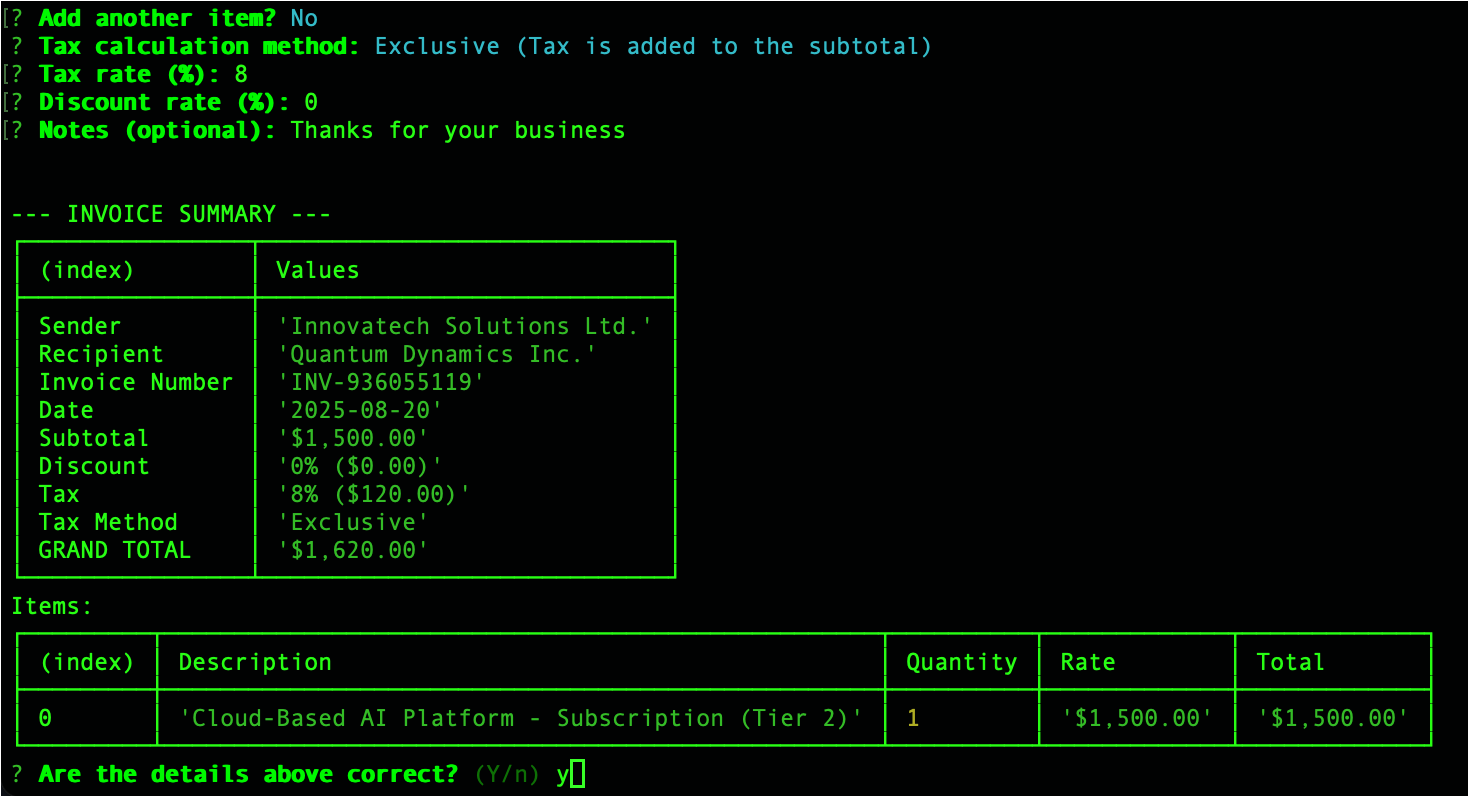 [? Add another item? No
? Tax calculation method: Exclusive (Tax is added to the subtotal)
[? Tax rate (%): 8
[? Discount rate (%): 0
[? Notes (optional): Thanks for your business
--- INVOICE SUMMARY ---
(index) Values
Sender 'Innovatech Solutions Ltd.'
Recipient 'Quantum Dynamics Inc.'
Invoice Number 'INV-936055119'
Date '2025-08-20'
Subtotal '$1,500.00'
Discount '0% ($0.00)'
Tax '8% ($120.00)'
Tax Method 'Exclusive'
GRAND TOTAL '$1,620.00'
Items:
(index) Description Quantity Rate Total
0 'Cloud-Based AI Platform - Subscription (Tier 2)' 1 '$1,500.00' '$1,500.00'
? Are the details above correct? (Y/n) y